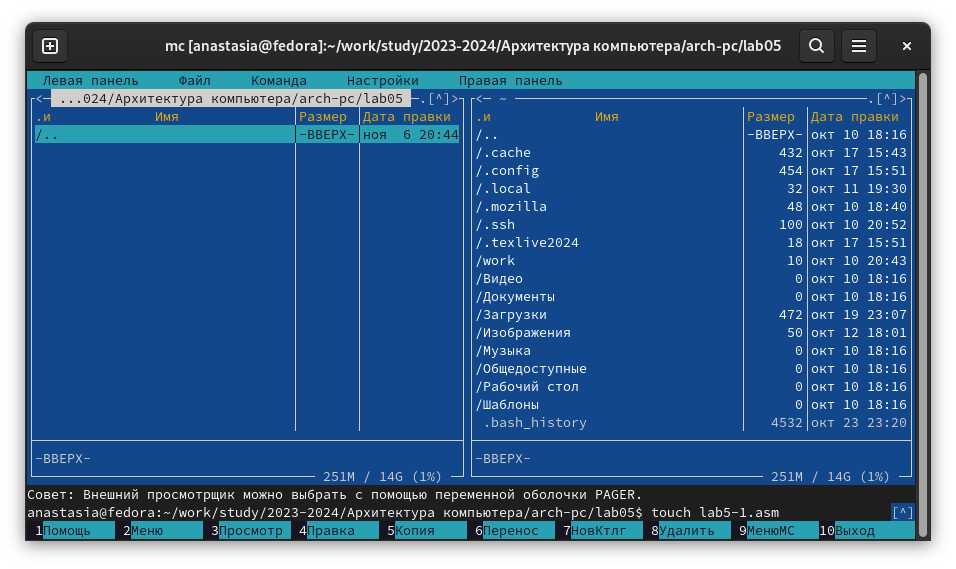 mc [anastasia@fedora]:~/work/study/2023-2024/Архитектура компьютера/arch-pc/lab05
Левая панель Файл Команда Настройки Правая панель
<— ...024/Архитектура компьютера/arch-pc/lab05 —.[^]>
.и Имя Размер Дата правки
/.. -ВВЕРХ- ноя 6 20:44
-ВВЕРХ-
251M / 14G (1%)
<— ~ —.[^]>
.и Имя Размер Дата правки
/.. -ВВЕРХ- окт 10 18:16
/.cache 432 окт 17 15:43
/.config 454 окт 17 15:51
/.local 32 окт 11 19:30
/.mozilla 48 окт 10 18:40
/.ssh 100 окт 10 20:52
/.texlive2024 18 окт 17 15:51
/work 10 окт 10 20:43
/Видео 0 окт 10 18:16
/Документы 0 окт 10 18:16
/Загрузки 472 окт 19 23:07
/Изображения 50 окт 12 18:01
/Музыка 0 окт 10 18:16
/Общедоступные 0 окт 10 18:16
/Рабочий стол 0 окт 10 18:16
/Шаблоны 0 окт 10 18:16
.bash_history 4532 окт 23 23:20
-ВВЕРХ-
251M / 14G (1%)
Совет: Внешний просмотрщик можно выбрать с помощью переменной оболочки PAGER.
anastasia@fedora:~/work/study/2023-2024/Архитектура компьютера/arch-pc/lab05$ touch lab5-1.asm [^]
1Помощь 2Меню 3Просмотр 4Правка 5Копия 6Перенос 7НовКтлг 8Удалить 9МенюMC 10Выход